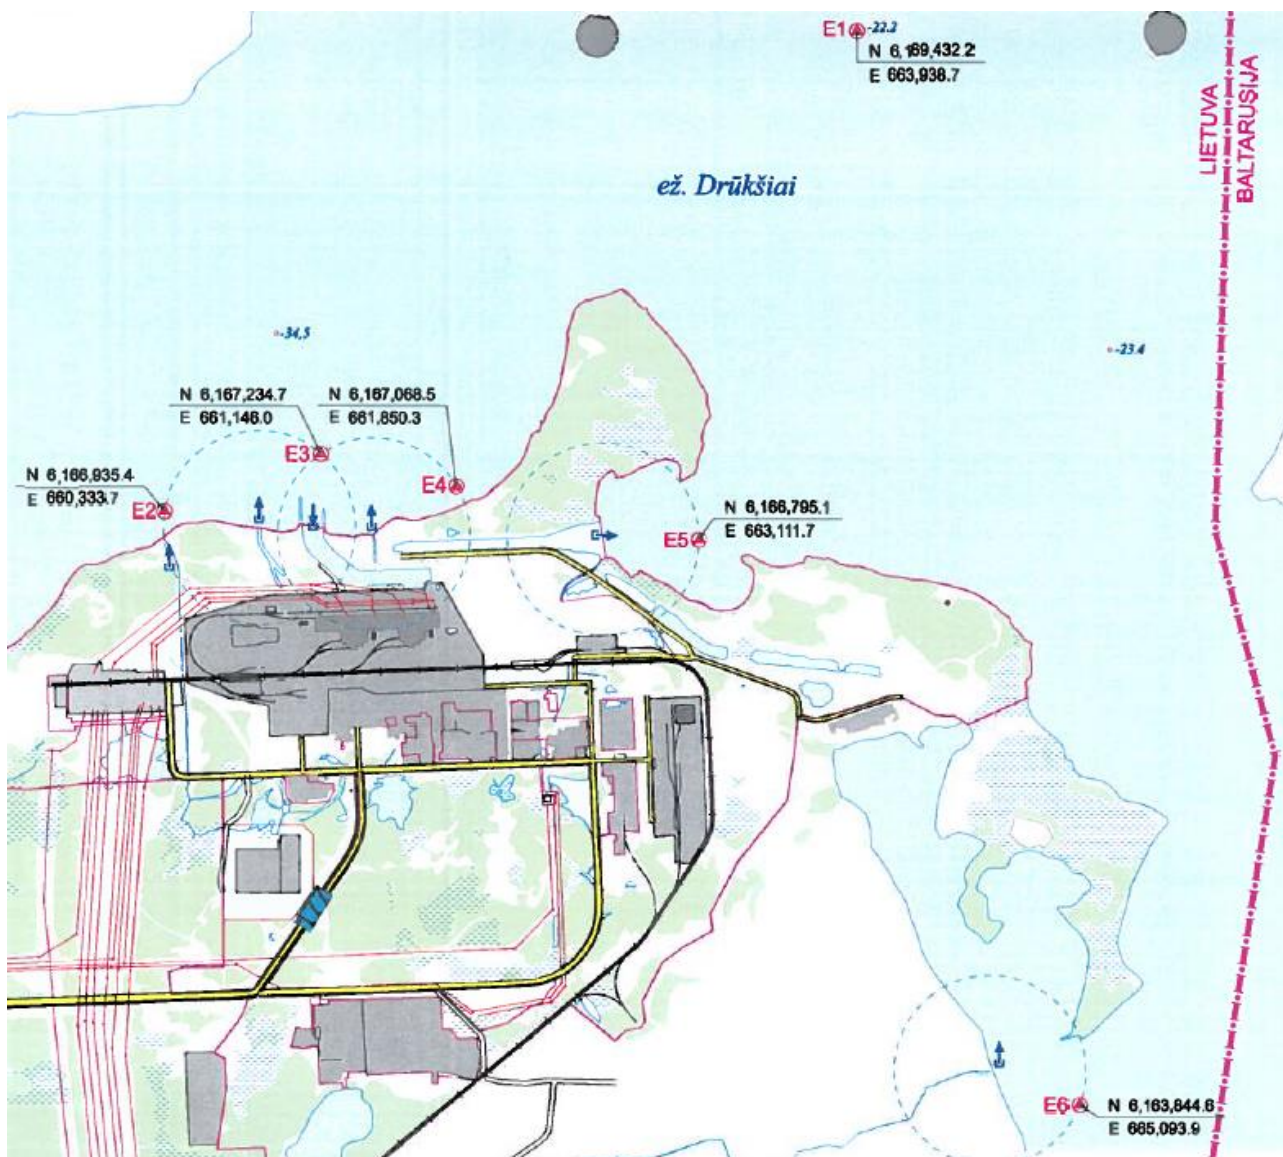 E1 -22.2
N 6,169,432.2
E 663,938.7
LIETUVA
BALTARUSIJA
ež. Drūkšiai
-34,5
-23.4
N 6,167,234.7
E 661,146.0
N 6,167,068.5
E 661,850.3
E3
E4
N 6,166,935.4
E 660,333.7
E2
N 6,166,795.1
E 663,111.7
E5
E6
N 6,163,844.6
E 665,093.9